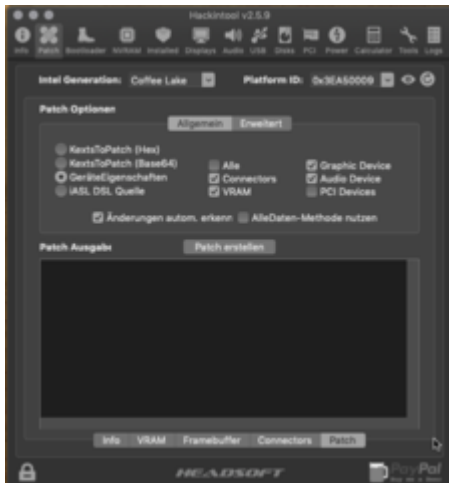 Hackintool v2.5.9
Info Patch Bootloader NVRAM Installed Displays Audio USB Disks PCI Power Calculator Tools Logs
Intel Generation: Coffee Lake Platform ID: 0x3EA50009
Patch Optionen
Allgemein Erweitert
KextsToPatch (Hex)
KextsToPatch (Base64) Alle Graphic Device
GeräteEigenschaften Connectors Audio Device
iASL DSL Quelle VRAM PCI Devices
Änderungen autom. erkenn AlleDaten-Methode nutzen
Patch Ausgabe Patch erstellen
Info VRAM Framebuffer Connectors Patch
HEADSOFT PayPal